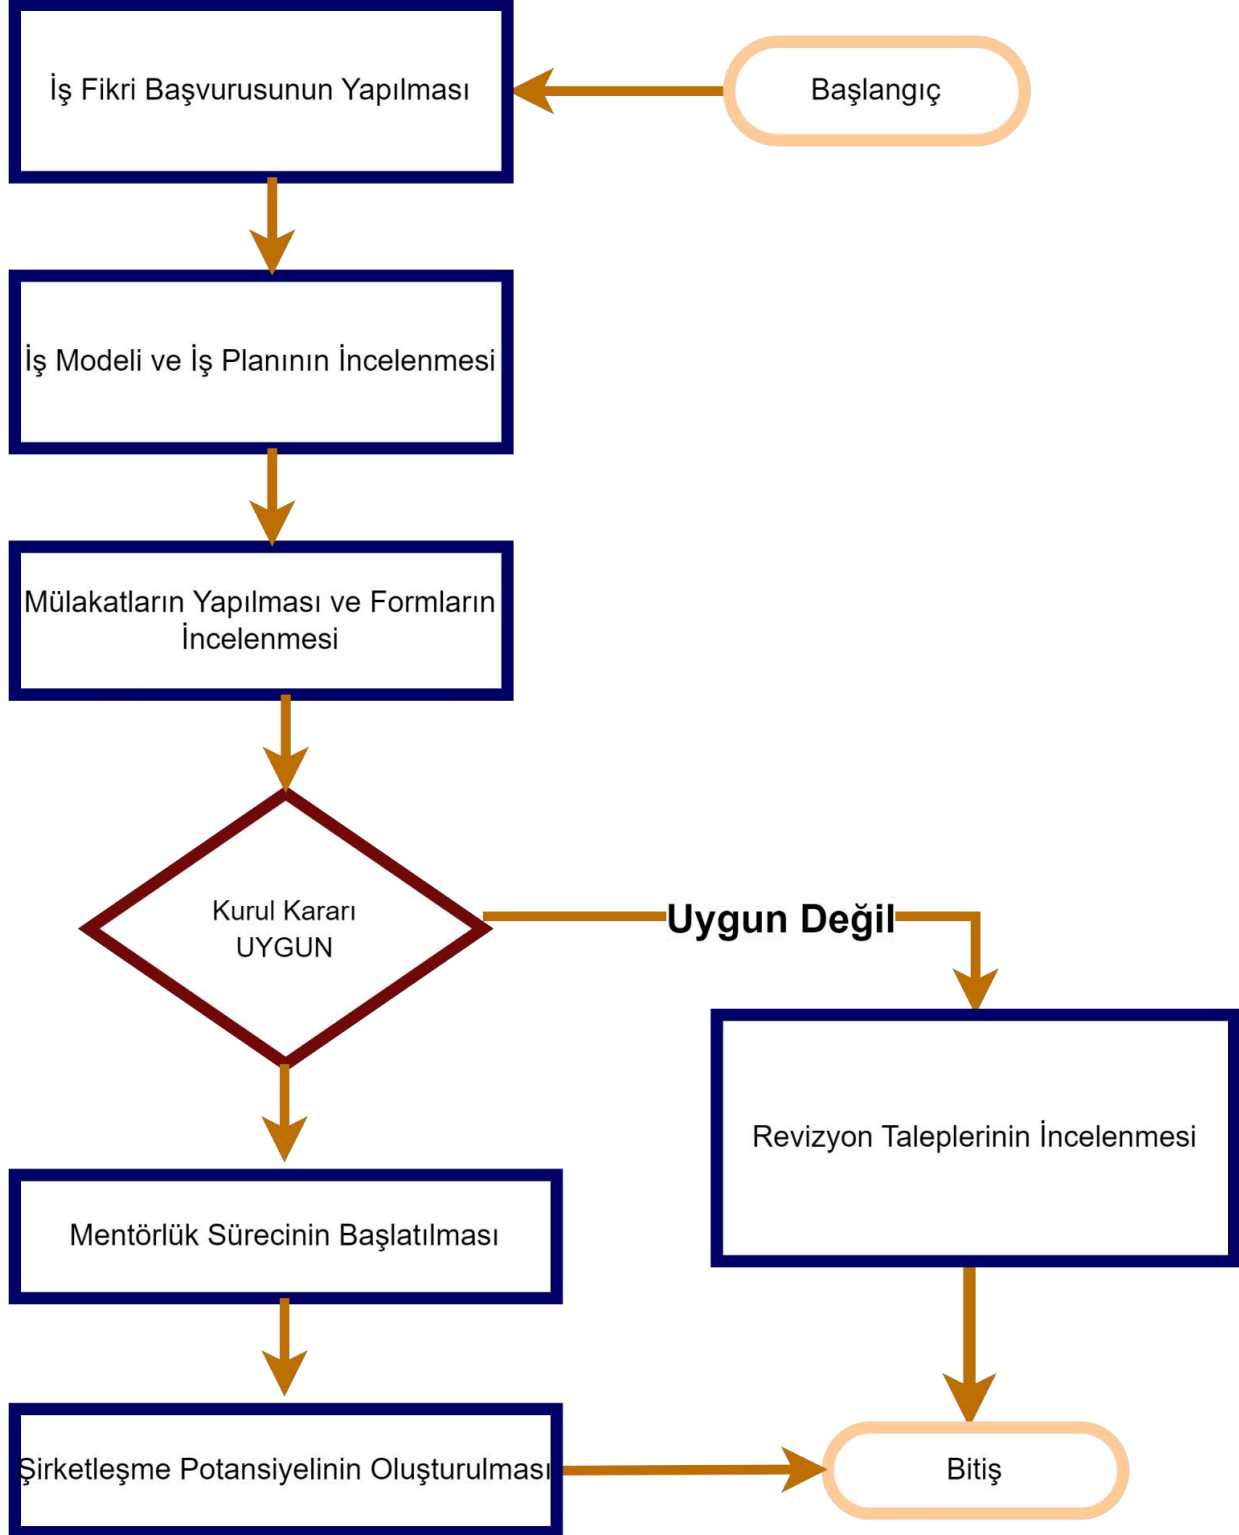 İş Fikri Başvurusunun Yapılması
Başlangıç
İş Modeli ve İş Planının İncelenmesi
Mülakatların Yapılması ve Formların
İncelenmesi
Kurul Kararı
UYGUN
Uygun Değil
Revizyon Taleplerinin İncelenmesi
Mentörlük Sürecinin Başlatılması
Şirketleşme Potansiyelinin Oluşturulması
Bitiş